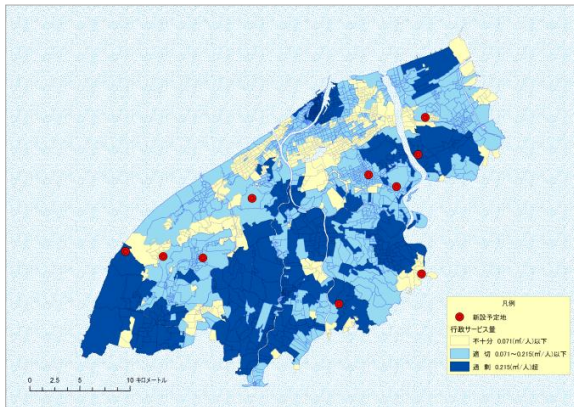 凡例
新設予定地
行政サービス量
不十分 0.071(㎡/人)以下
適 切 0.071～0.215(㎡/人)以下
過 剰 0.215(㎡/人)超
0 2.5 5 10 キロメートル